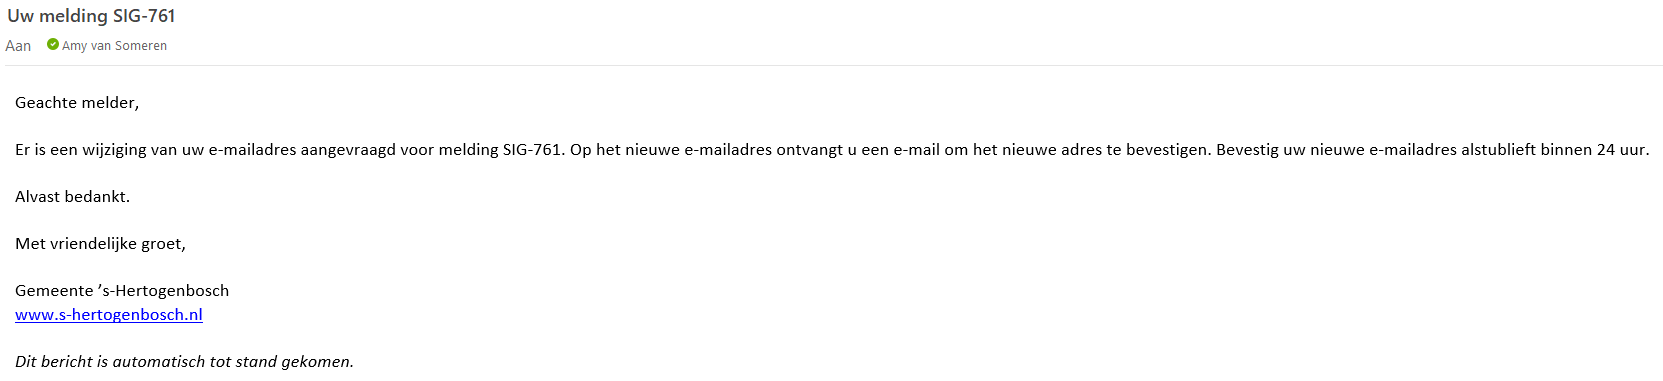 Uw melding SIG-761
Aan Amy van Someren
Geachte melder,
Er is een wijziging van uw e-mailadres aangevraagd voor melding SIG-761. Op het nieuwe e-mailadres ontvangt u een e-mail om het nieuwe adres te bevestigen. Bevestig uw nieuwe e-mailadres alstublieft binnen 24 uur.
Alvast bedankt.
Met vriendelijke groet,
Gemeente ’s-Hertogenbosch
www.s-hertogenbosch.nl
Dit bericht is automatisch tot stand gekomen.